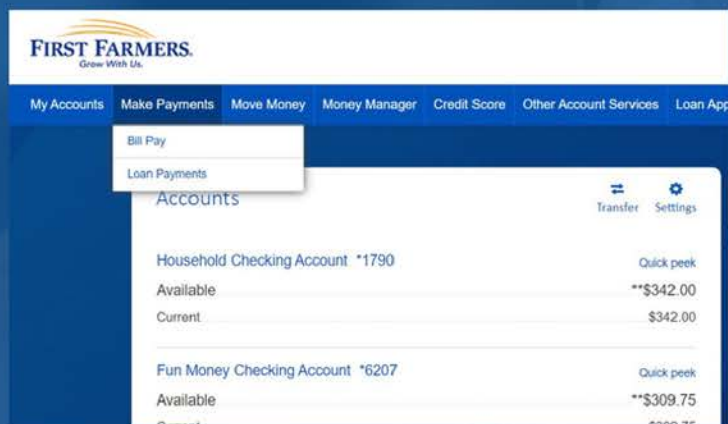 FIRST FARMERS.
Grow With Us.
My Accounts Make Payments Move Money Money Manager Credit Score Other Account Services Loan App
Bill Pay
Loan Payments
Accounts
Transfer Settings
Household Checking Account *1790 Quick peek
Available **$342.00
Current $342.00
Fun Money Checking Account *6207 Quick peek
Available **$309.75